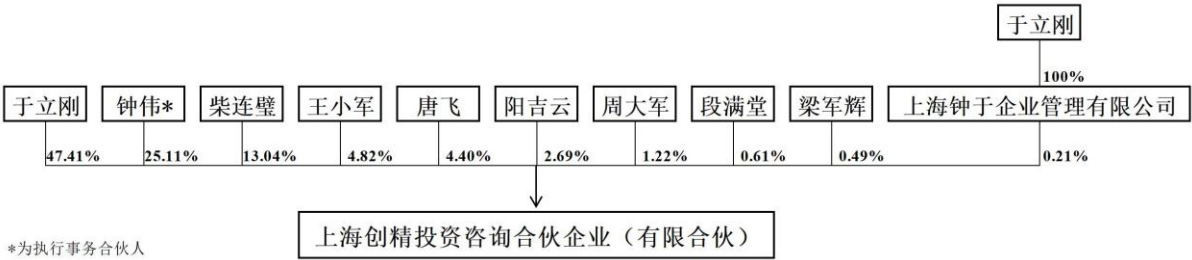 于立刚
100%
于立刚 钟伟* 柴连璧 王小军 唐飞 阳吉云 周大军 段满堂 梁军辉 上海钟于企业管理有限公司
47.41% 25.11% 13.04% 4.82% 4.40% 2.69% 1.22% 0.61% 0.49% 0.21%
上海创精投资咨询合伙企业（有限合伙）
*为执行事务合伙人